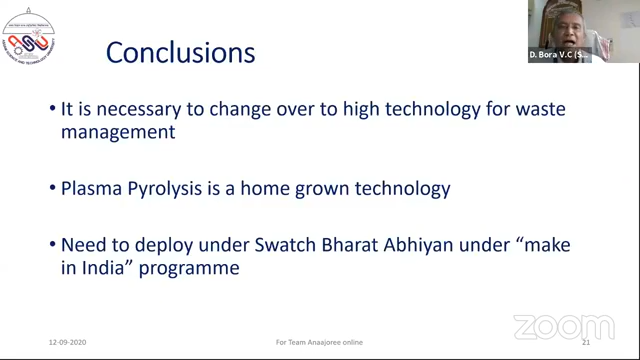 Conclusions
D. Bora V.C (S...
• It is necessary to change over to high technology for waste
management
• Plasma Pyrolysis is a home grown technology
• Need to deploy under Swatch Bharat Abhiyan under “make
in India” programme
12-09-2020
For Team Anaajoree online
21
zoom